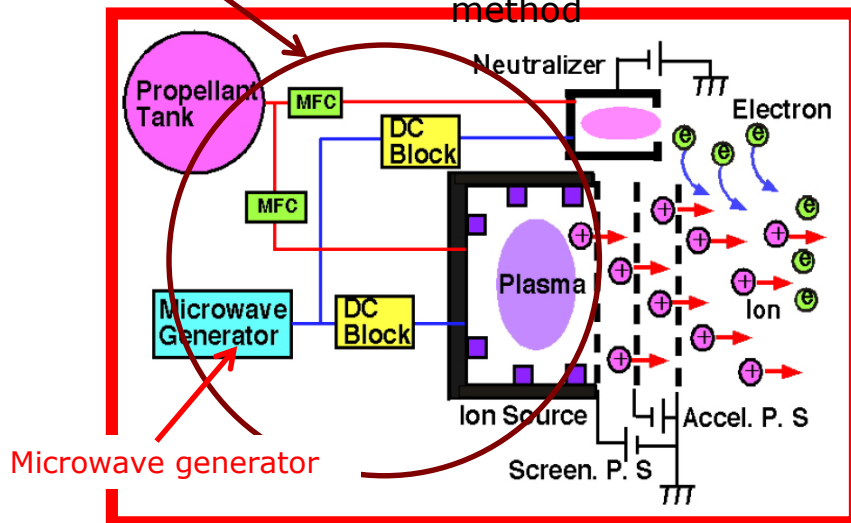 method
Neutralizer
Propellant
Tank
MFC
DC
Block
Electron
e
e
e
MFC
e
+
+
+
+
Plasma
+
e
+
+
e
Ion
Microwave
Generator
DC
Block
+
+
+
Ion Source
Accel. P. S
Microwave generator
Screen. P. S